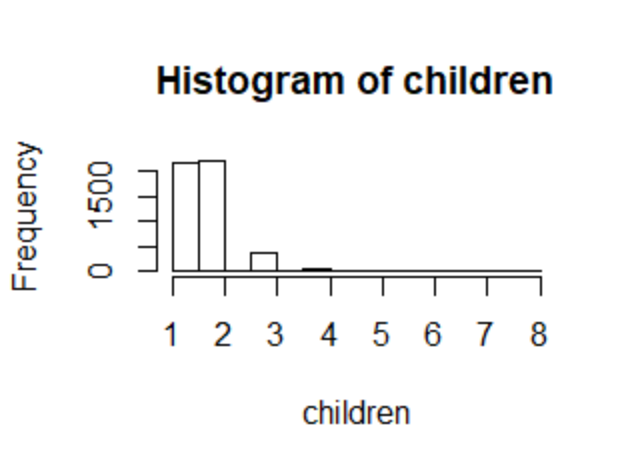 Histogram of children
Frequency
1500
0
1 2 3 4 5 6 7 8
children